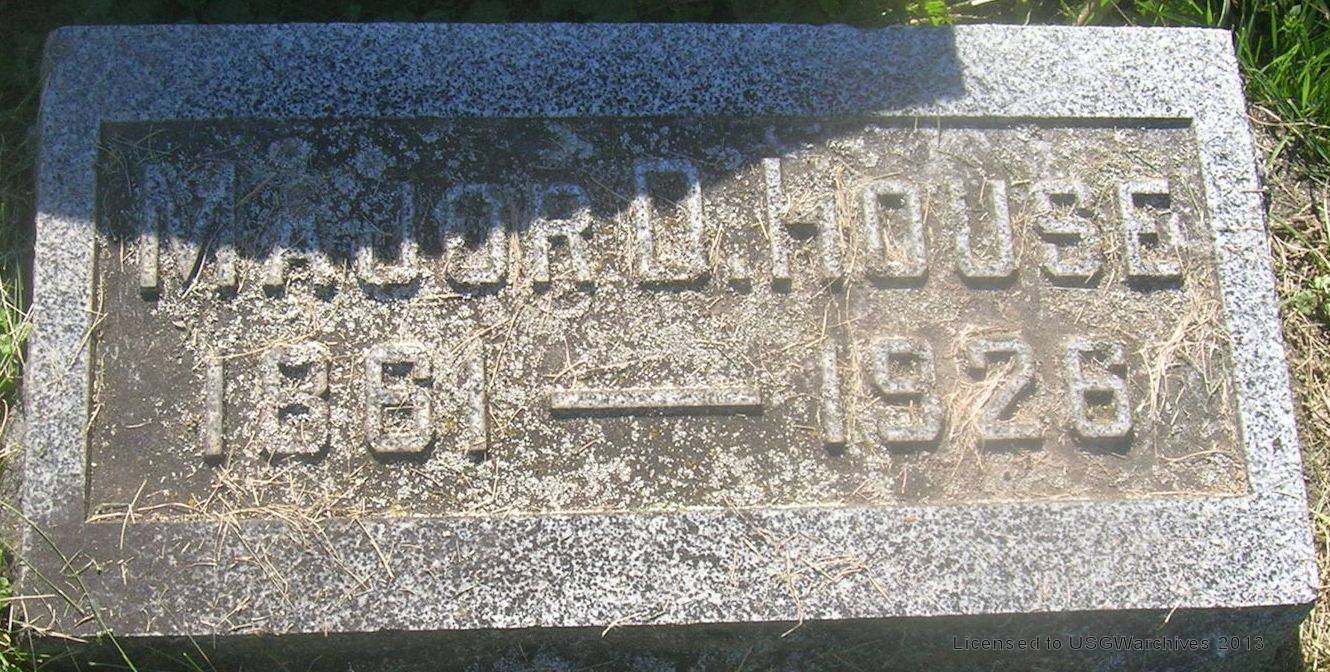 Major D. House
1861 — 1926
Licensed to USGWarchives 2013